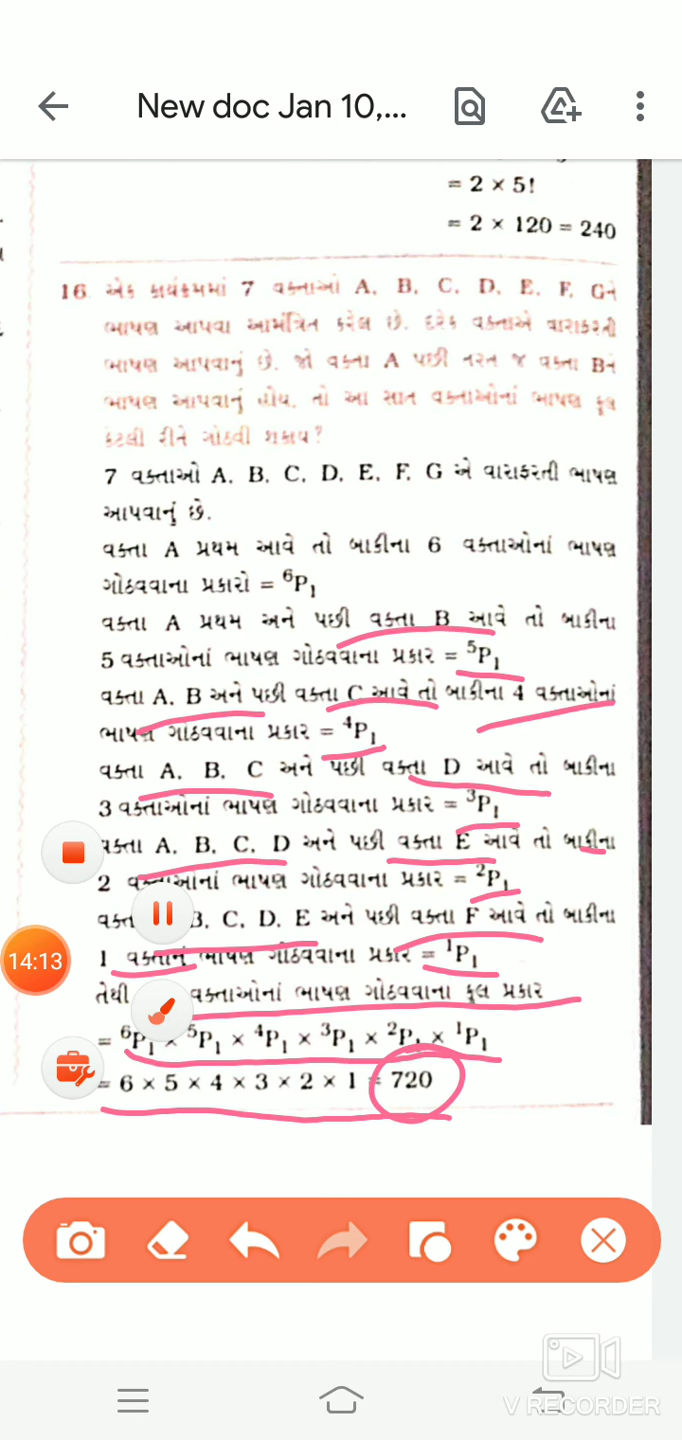 New doc Jan 10,...
= 2 × 5!
= 2 × 120 = 240
16. એક કાર્યક્રમમાં 7 વક્તાઓ A, B, C, D, E, F, Gને
ભાષણ આપવા આમંત્રિત કરેલ છે. દરેક વક્તાએ વારાફરતી
ભાષણ આપવાનું છે. જો વક્તા A પછી તરત જ વક્તા Bને
ભાષણ આપવાનું હોય, તો આ સાત વક્તાઓનાં ભાષણ કુલ
કેટલી રીતે ગોઠવી શકાય?
7 વક્તાઓ A, B, C, D, E, F, G એ વારાફરતી ભાષણ
આપવાનું છે.
વક્તા A પ્રથમ આવે તો બાકીના 6 વક્તાઓનાં ભાષણ
ગોઠવવાના પ્રકારો = ⁶P₁
વક્તા A પ્રથમ અને પછી વક્તા B આવે તો બાકીના
5 વક્તાઓનાં ભાષણ ગોઠવવાના પ્રકાર = ⁵P₁
વક્તા A, B અને પછી વક્તા C આવે તો બાકીના 4 વક્તાઓનાં
ભાષણ ગોઠવવાના પ્રકાર = ⁴P₁
વક્તા A, B, C અને પછી વક્તા D આવે તો બાકીના
3 વક્તાઓનાં ભાષણ ગોઠવવાના પ્રકાર = ³P₁
વક્તા A, B, C, D અને પછી વક્તા E આવે તો બાકીના
2 વક્તાઓનાં ભાષણ ગોઠવવાના પ્રકાર = ²P₁
B, C, D, E અને પછી વક્તા F આવે તો બાકીના
1 વક્તાનું ભાષણ ગોઠવવાના પ્રકાર = ¹P₁
14:13
તેથી વક્તાઓનાં ભાષણ ગોઠવવાના કુલ પ્રકાર
= ⁶P₁ × ⁵P₁ × ⁴P₁ × ³P₁ × ²P₁ × ¹P₁
= 6 × 5 × 4 × 3 × 2 × 1 = 720
V RECORDER